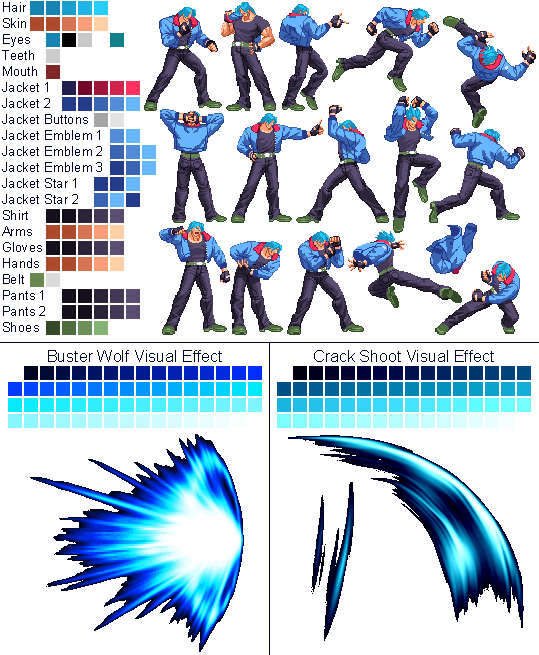 Hair
Skin
Eyes
Teeth
Mouth
Jacket 1
Jacket 2
Jacket Buttons
Jacket Emblem 1
Jacket Emblem 2
Jacket Emblem 3
Jacket Star 1
Jacket Star 2
Shirt
Arms
Gloves
Hands
Belt
Pants 1
Pants 2
Shoes
Buster Wolf Visual Effect
Crack Shoot Visual Effect